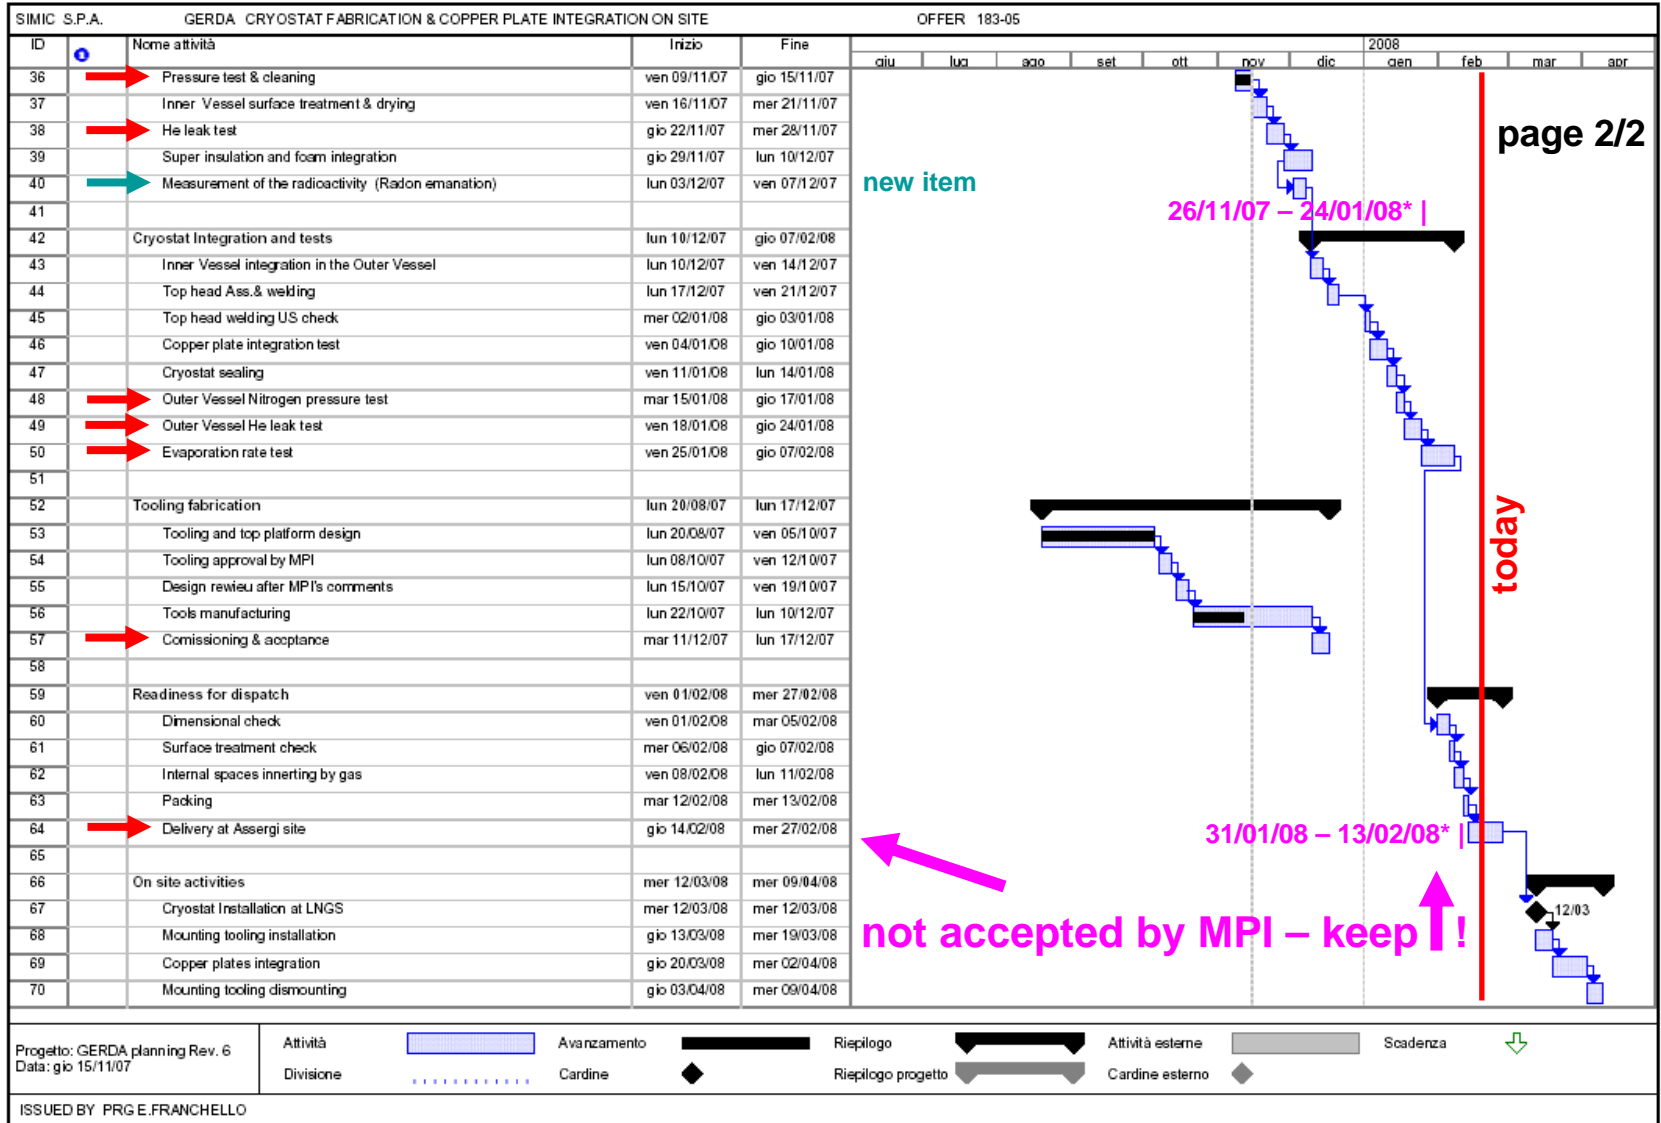 SIMIC S.P.A. GERDA CRYOSTAT FABRICATION & COPPER PLATE INTEGRATION ON SITE OFFER 183-05
ID Nome attività Inizio Fine 2008
giu lug ago set ott nov dic gen feb mar apr
36 Pressure test & cleaning ven 09/11/07 gio 15/11/07
37 Inner Vessel surface treatment & drying ven 16/11/07 mer 21/11/07
38 He leak test gio 22/11/07 mer 28/11/07
page 2/2
39 Super insulation and foam integration gio 29/11/07 lun 10/12/07
40 Measurement of the radioactivity (Radon emanation) lun 03/12/07 ven 07/12/07 new item
41 26/11/07 – 24/01/08* |
42 Cryostat Integration and tests lun 10/12/07 gio 07/02/08
43 Inner Vessel integration in the Outer Vessel lun 10/12/07 ven 14/12/07
44 Top head Ass.& welding lun 17/12/07 ven 21/12/07
45 Top head welding US check mer 02/01/08 gio 03/01/08
46 Copper plate integration test ven 04/01/08 gio 10/01/08
47 Cryostat sealing ven 11/01/08 lun 14/01/08
48 Outer Vessel Nitrogen pressure test mar 15/01/08 gio 17/01/08
49 Outer Vessel He leak test ven 18/01/08 gio 24/01/08
50 Evaporation rate test ven 25/01/08 gio 07/02/08
51
52 Tooling fabrication lun 20/08/07 lun 17/12/07
today
53 Tooling and top platform design lun 20/08/07 ven 05/10/07
54 Tooling approval by MPI lun 08/10/07 ven 12/10/07
55 Design rewieu after MPI's comments lun 15/10/07 ven 19/10/07
56 Tools manufacturing lun 22/10/07 lun 10/12/07
57 Comissioning & accptance mar 11/12/07 lun 17/12/07
58
59 Readiness for dispatch ven 01/02/08 mer 27/02/08
60 Dimensional check ven 01/02/08 mar 05/02/08
61 Surface treatment check mer 06/02/08 gio 07/02/08
62 Internal spaces innerting by gas ven 08/02/08 lun 11/02/08
63 Packing mar 12/02/08 mer 13/02/08
64 Delivery at Assergi site gio 14/02/08 mer 27/02/08 31/01/08 – 13/02/08* |
65
66 On site activities mer 12/03/08 mer 09/04/08
67 Cryostat Installation at LNGS mer 12/03/08 mer 12/03/08 12/03
68 Mounting tooling installation gio 13/03/08 mer 19/03/08
not accepted by MPI – keep !
69 Copper plates integration gio 20/03/08 mer 02/04/08
70 Mounting tooling dismounting gio 03/04/08 mer 09/04/08
Progetto: GERDA planning Rev. 6
Data: gio 15/11/07
Attività Avanzamento Riepilogo Attività esterne Scadenza
Divisione Cardine Riepilogo progetto Cardine esterno
ISSUED BY PRG E.FRANCHELLO